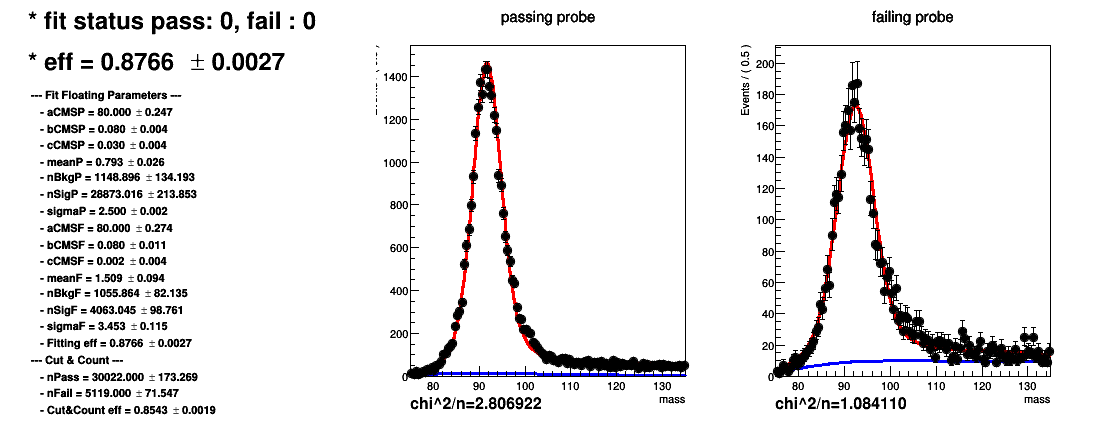 * fit status pass: 0, fail : 0
* eff = 0.8766 ± 0.0027
--- Fit Floating Parameters ---
- aCMSP = 80.000 ± 0.247
- bCMSP = 0.080 ± 0.004
- cCMSP = 0.030 ± 0.004
- meanP = 0.793 ± 0.026
- nBkgP = 1148.896 ± 134.193
- nSigP = 28873.016 ± 213.853
- sigmaP = 2.500 ± 0.002
- aCMSF = 80.000 ± 0.274
- bCMSF = 0.080 ± 0.011
- cCMSF = 0.002 ± 0.004
- meanF = 1.509 ± 0.094
- nBkgF = 1055.864 ± 82.135
- nSigF = 4063.045 ± 98.761
- sigmaF = 3.453 ± 0.115
- Fitting eff = 0.8766 ± 0.0027
--- Cut & Count ---
- nPass = 30022.000 ± 173.269
- nFail = 5119.000 ± 71.547
- Cut&Count eff = 0.8543 ± 0.0019
passing probe
1400
1200
1000
800
600
400
200
0
80 90 100 110 120 130
mass
chi^2/n=2.806922
failing probe
Events / ( 0.5 )
200
180
160
140
120
100
80
60
40
20
0
80 90 100 110 120 130
mass
chi^2/n=1.084110